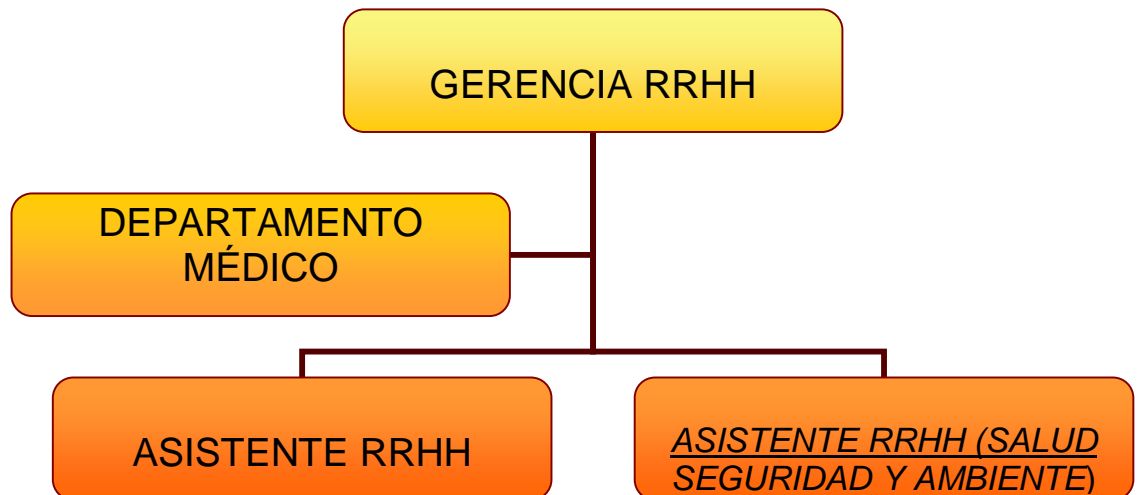 GERENCIA RRHH
DEPARTAMENTO
MÉDICO
ASISTENTE RRHH
ASISTENTE RRHH (SALUD
SEGURIDAD Y AMBIENTE)